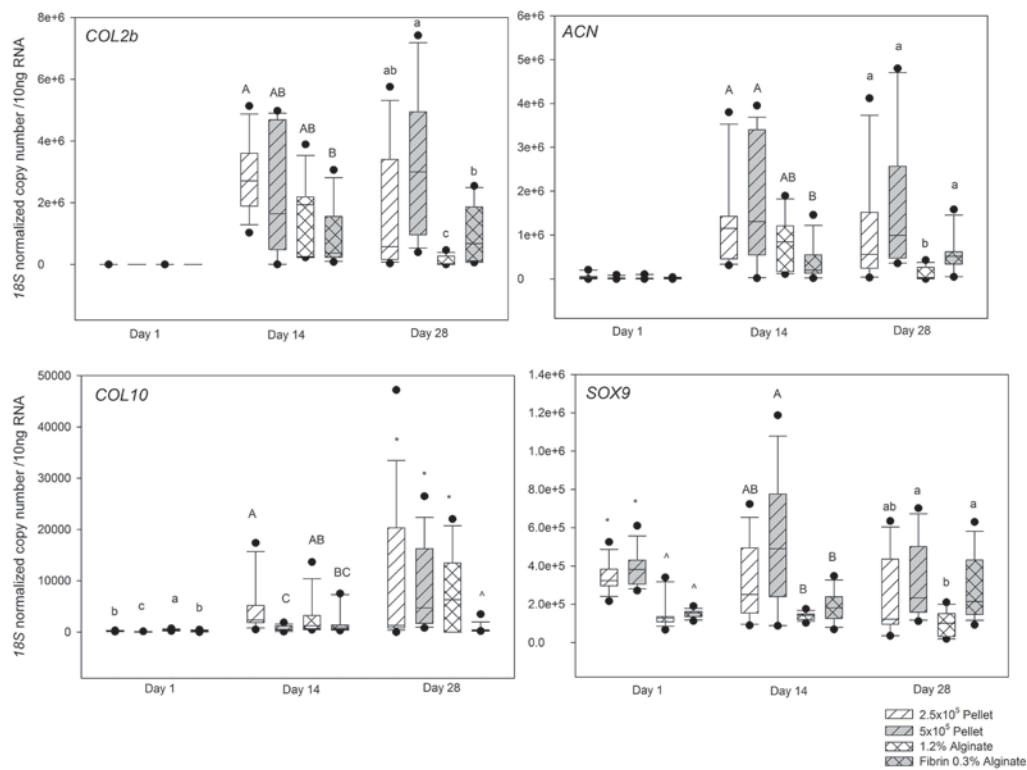 COL2b
18S normalized copy number /10ng RNA
8e+6
6e+6
4e+6
2e+6
0
A
AB
AB
B
ab
a
c
b
Day 1
Day 14
Day 28
ACN
6e+6
5e+6
4e+6
3e+6
2e+6
1e+6
0
A
A
AB
B
a
a
b
a
Day 1
Day 14
Day 28
COL10
18S normalized copy number /10ng RNA
50000
40000
30000
20000
10000
0
b
c
a
b
A
C
AB
BC
*
*
*
^
Day 1
Day 14
Day 28
SOX9
1.4e+6
1.2e+6
1.0e+6
8.0e+5
6.0e+5
4.0e+5
2.0e+5
0.0
*
*
^
^
AB
A
B
B
ab
a
b
a
Day 1
Day 14
Day 28
2.5x10⁵ Pellet
5x10⁵ Pellet
1.2% Alginate
Fibrin 0.3% Alginate